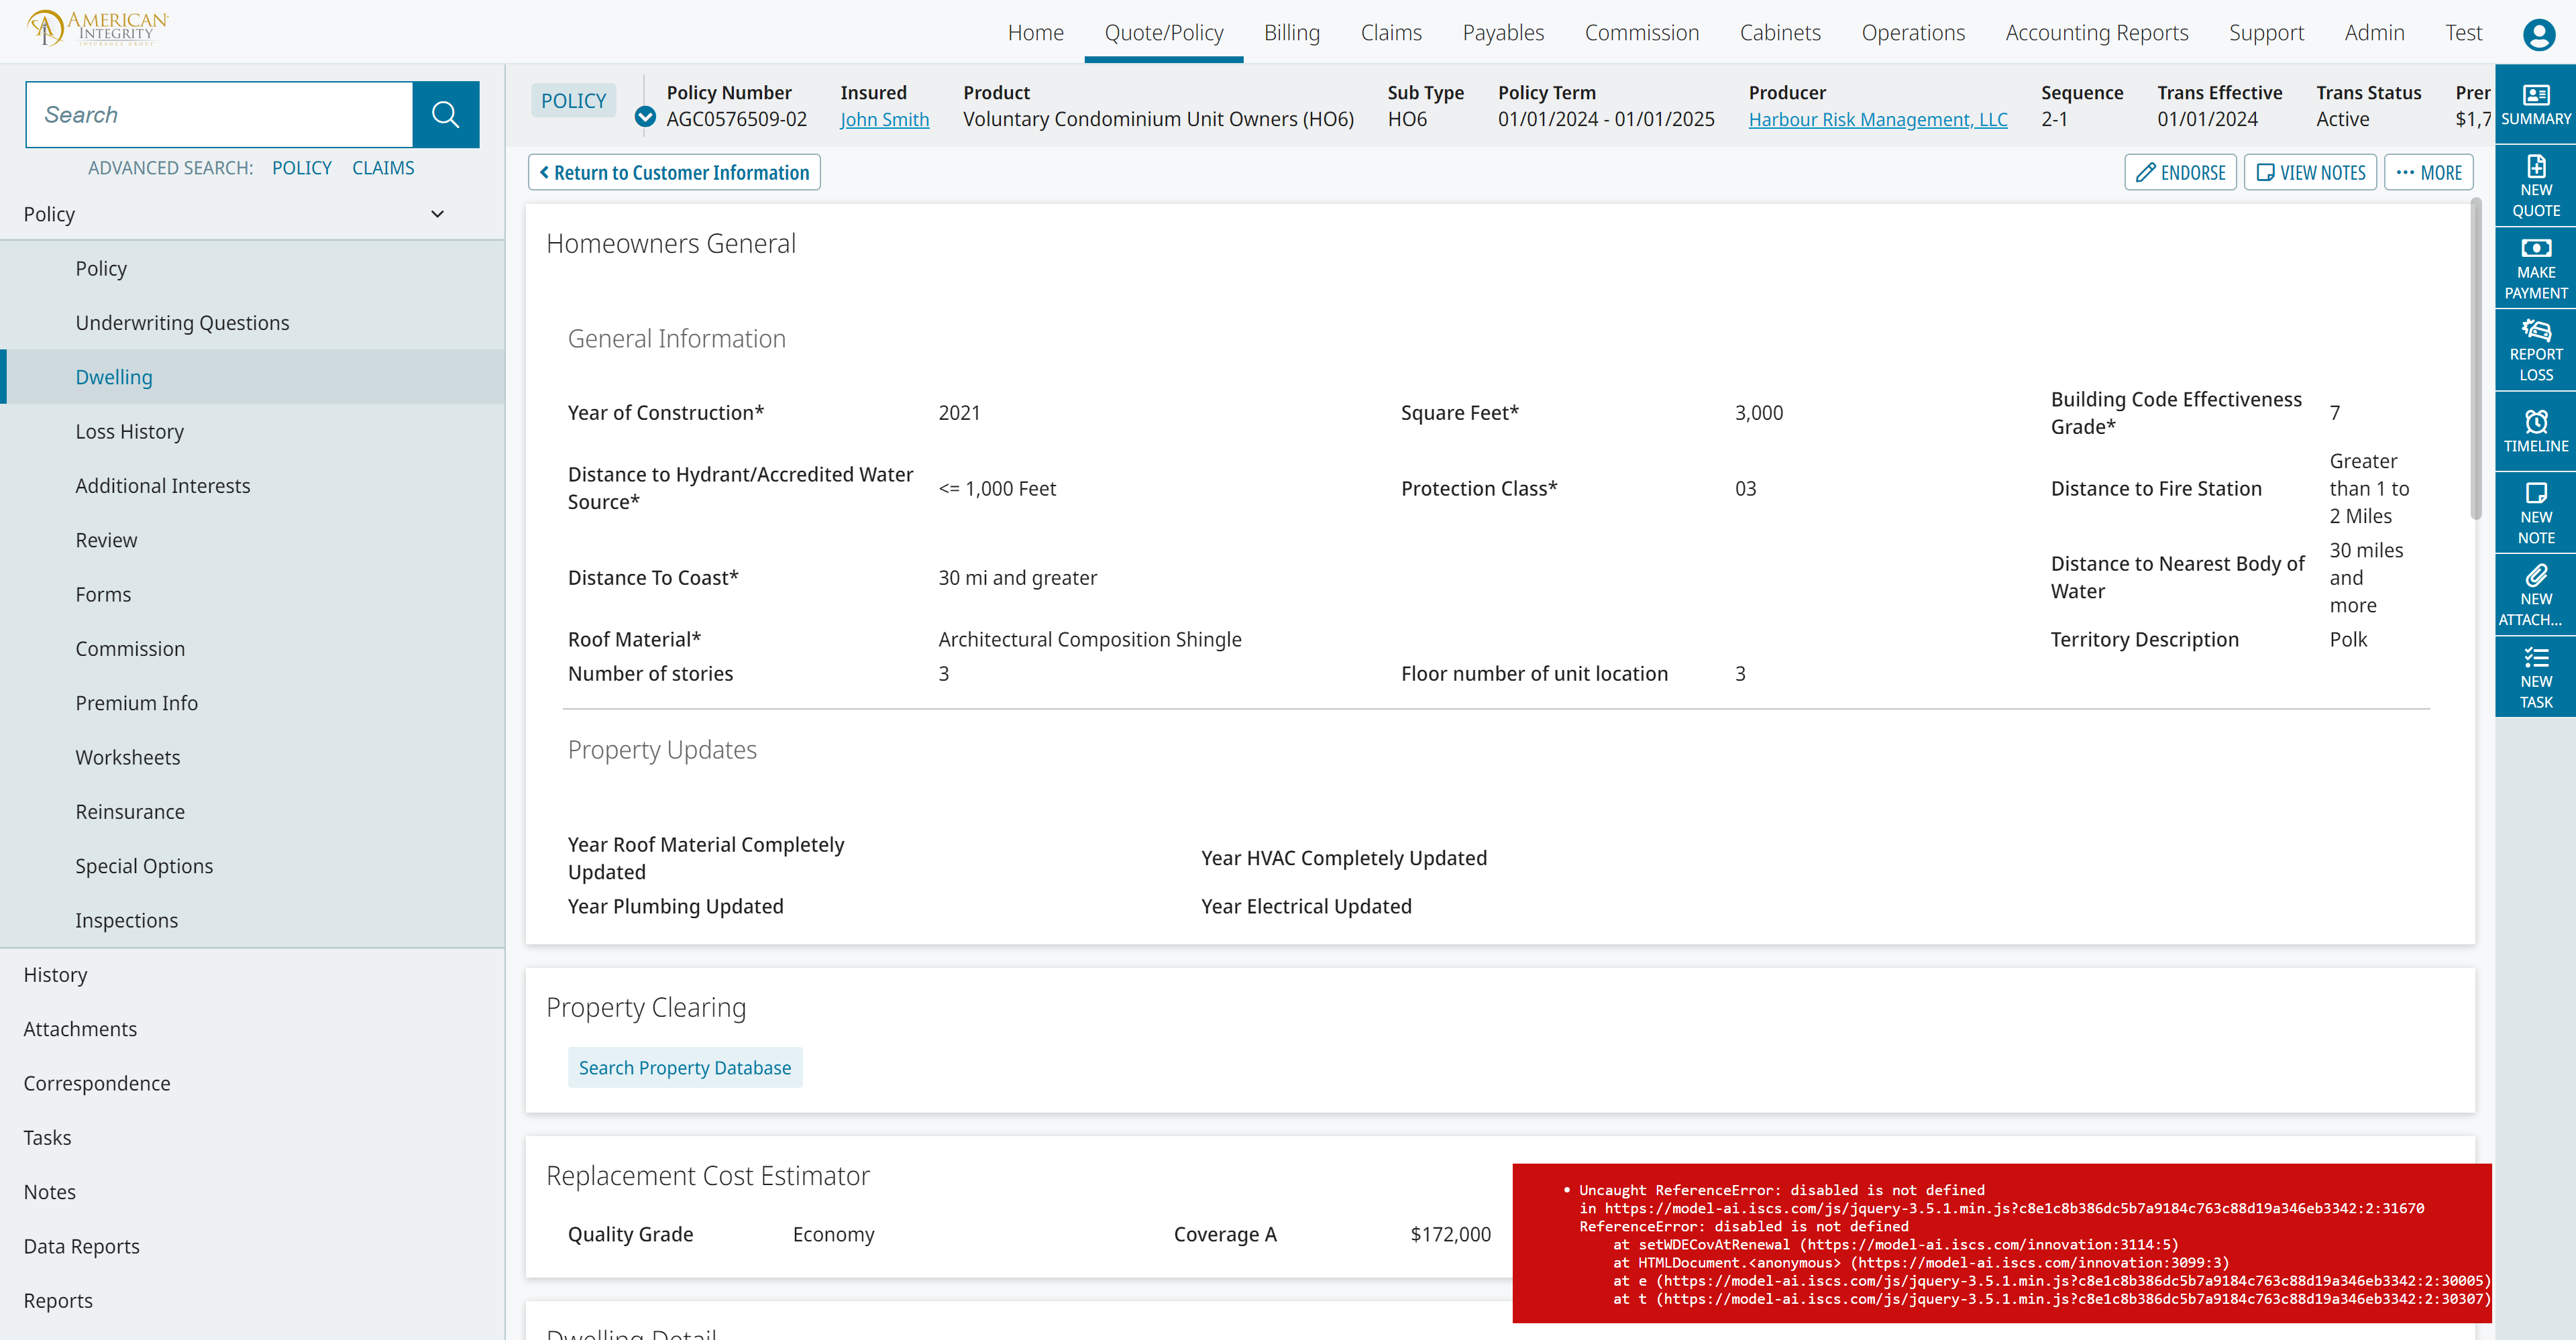 AMERICAN
INTEGRITY
INSURANCE GROUP
Home
Quote/Policy
Billing
Claims
Payables
Commission
Cabinets
Operations
Accounting Reports
Support
Admin
Test
Search
ADVANCED SEARCH: POLICY CLAIMS
Policy
Policy
Underwriting Questions
Dwelling
Loss History
Additional Interests
Review
Forms
Commission
Premium Info
Worksheets
Reinsurance
Special Options
Inspections
History
Attachments
Correspondence
Tasks
Notes
Data Reports
Reports
POLICY
Policy Number
AGC0576509-02
Insured
John Smith
Product
Voluntary Condominium Unit Owners (HO6)
Sub Type
HO6
Policy Term
01/01/2024 - 01/01/2025
Producer
Harbour Risk Management, LLC
Sequence
2-1
Trans Effective
01/01/2024
Trans Status
Active
Prer
$1,7
Return to Customer Information
ENDORSE
VIEW NOTES
••• MORE
Homeowners General
General Information
Year of Construction* 2021
Square Feet* 3,000
Building Code Effectiveness
Grade*
7
Distance to Hydrant/Accredited Water
Source*
<= 1,000 Feet
Protection Class* 03
Distance to Fire Station
Greater
than 1 to
2 Miles
Distance To Coast* 30 mi and greater
Distance to Nearest Body of
Water
30 miles
and
more
Roof Material* Architectural Composition Shingle
Territory Description Polk
Number of stories 3
Floor number of unit location 3
Property Updates
Year Roof Material Completely
Updated
Year HVAC Completely Updated
Year Plumbing Updated
Year Electrical Updated
Property Clearing
Search Property Database
Replacement Cost Estimator
Quality Grade Economy
Coverage A $172,000
Dwelling Detail
• Uncaught ReferenceError: disabled is not defined
in https://model-ai.iscs.com/js/jquery-3.5.1.min.js?c8e1c8b386dc5b7a9184c763c88d19a346eb3342:2:31670
ReferenceError: disabled is not defined
at setWDECovAtRenewal (https://model-ai.iscs.com/innovation:3114:5)
at HTMLDocument.<anonymous> (https://model-ai.iscs.com/innovation:3099:3)
at e (https://model-ai.iscs.com/js/jquery-3.5.1.min.js?c8e1c8b386dc5b7a9184c763c88d19a346eb3342:2:30005)
at t (https://model-ai.iscs.com/js/jquery-3.5.1.min.js?c8e1c8b386dc5b7a9184c763c88d19a346eb3342:2:30307)
SUMMARY
NEW
QUOTE
MAKE
PAYMENT
REPORT
LOSS
TIMELINE
NEW
NOTE
NEW
ATTACH...
NEW
TASK